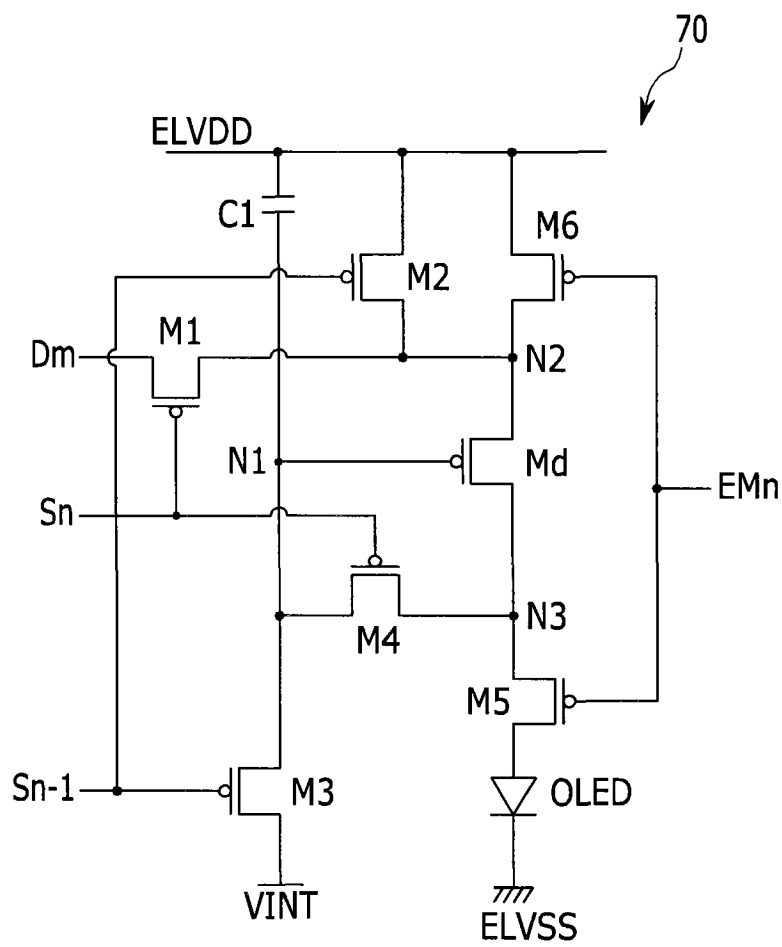 70
ELVDD
C1
M6
M2
M1
Dm
N2
N1
Md
EMn
Sn
M4
N3
M5
Sn-1
M3
OLED
VINT
ELVSS